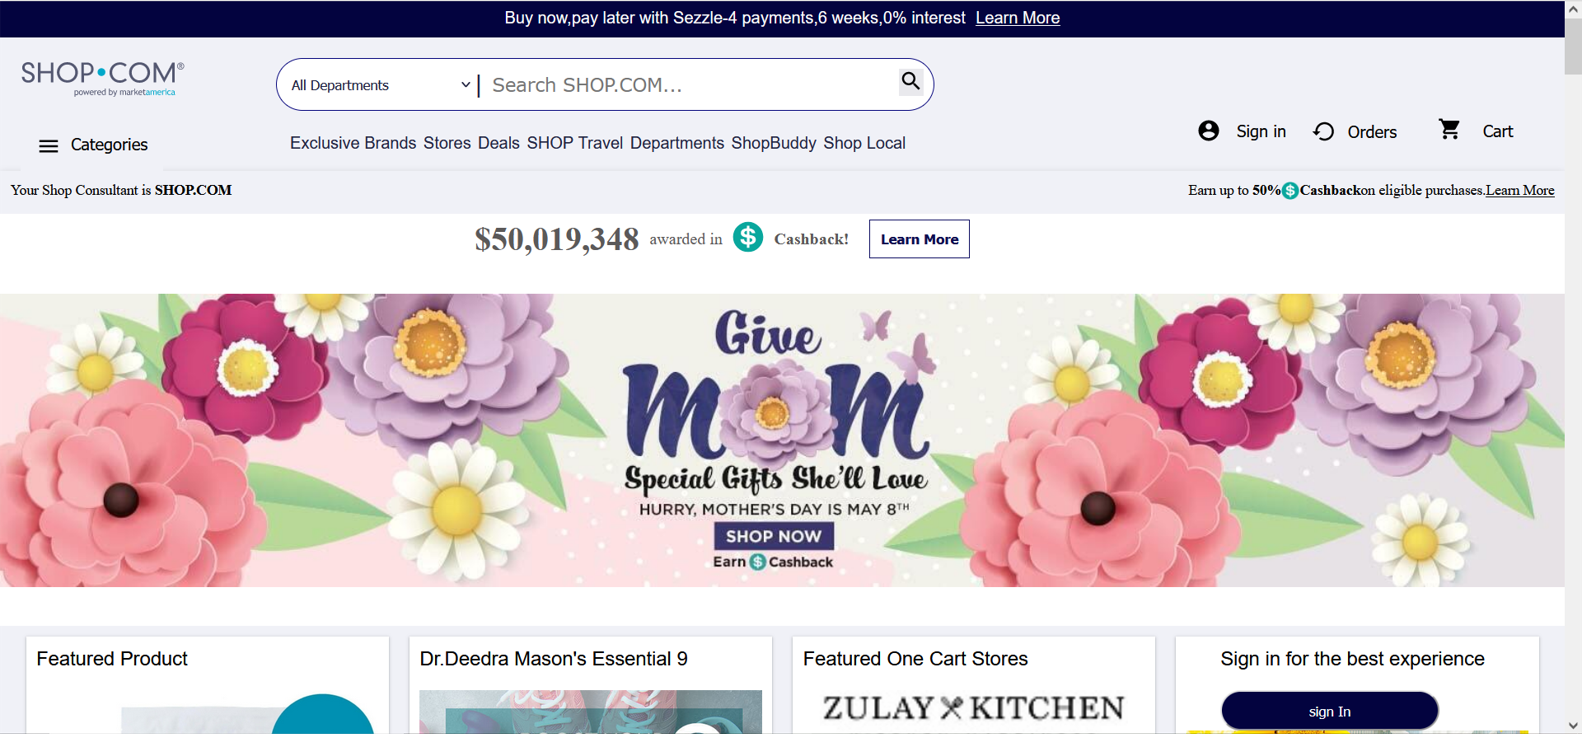 Buy now,pay later with Sezzle-4 payments,6 weeks,0% interest Learn More
SHOP•COM®
powered by marketamerica
All Departments
Search SHOP.COM...
Categories
Exclusive Brands Stores Deals SHOP Travel Departments ShopBuddy Shop Local
Sign in Orders Cart
Your Shop Consultant is SHOP.COM
Earn up to 50%$Cashbackon eligible purchases.Learn More
$50,019,348 awarded in $ Cashback! Learn More
Give
MOM
Special Gifts She'll Love
HURRY, MOTHER'S DAY IS MAY 8TH
SHOP NOW
Earn $ Cashback
Featured Product
Dr.Deedra Mason's Essential 9
Featured One Cart Stores
ZULAY KITCHEN
Sign in for the best experience
sign In